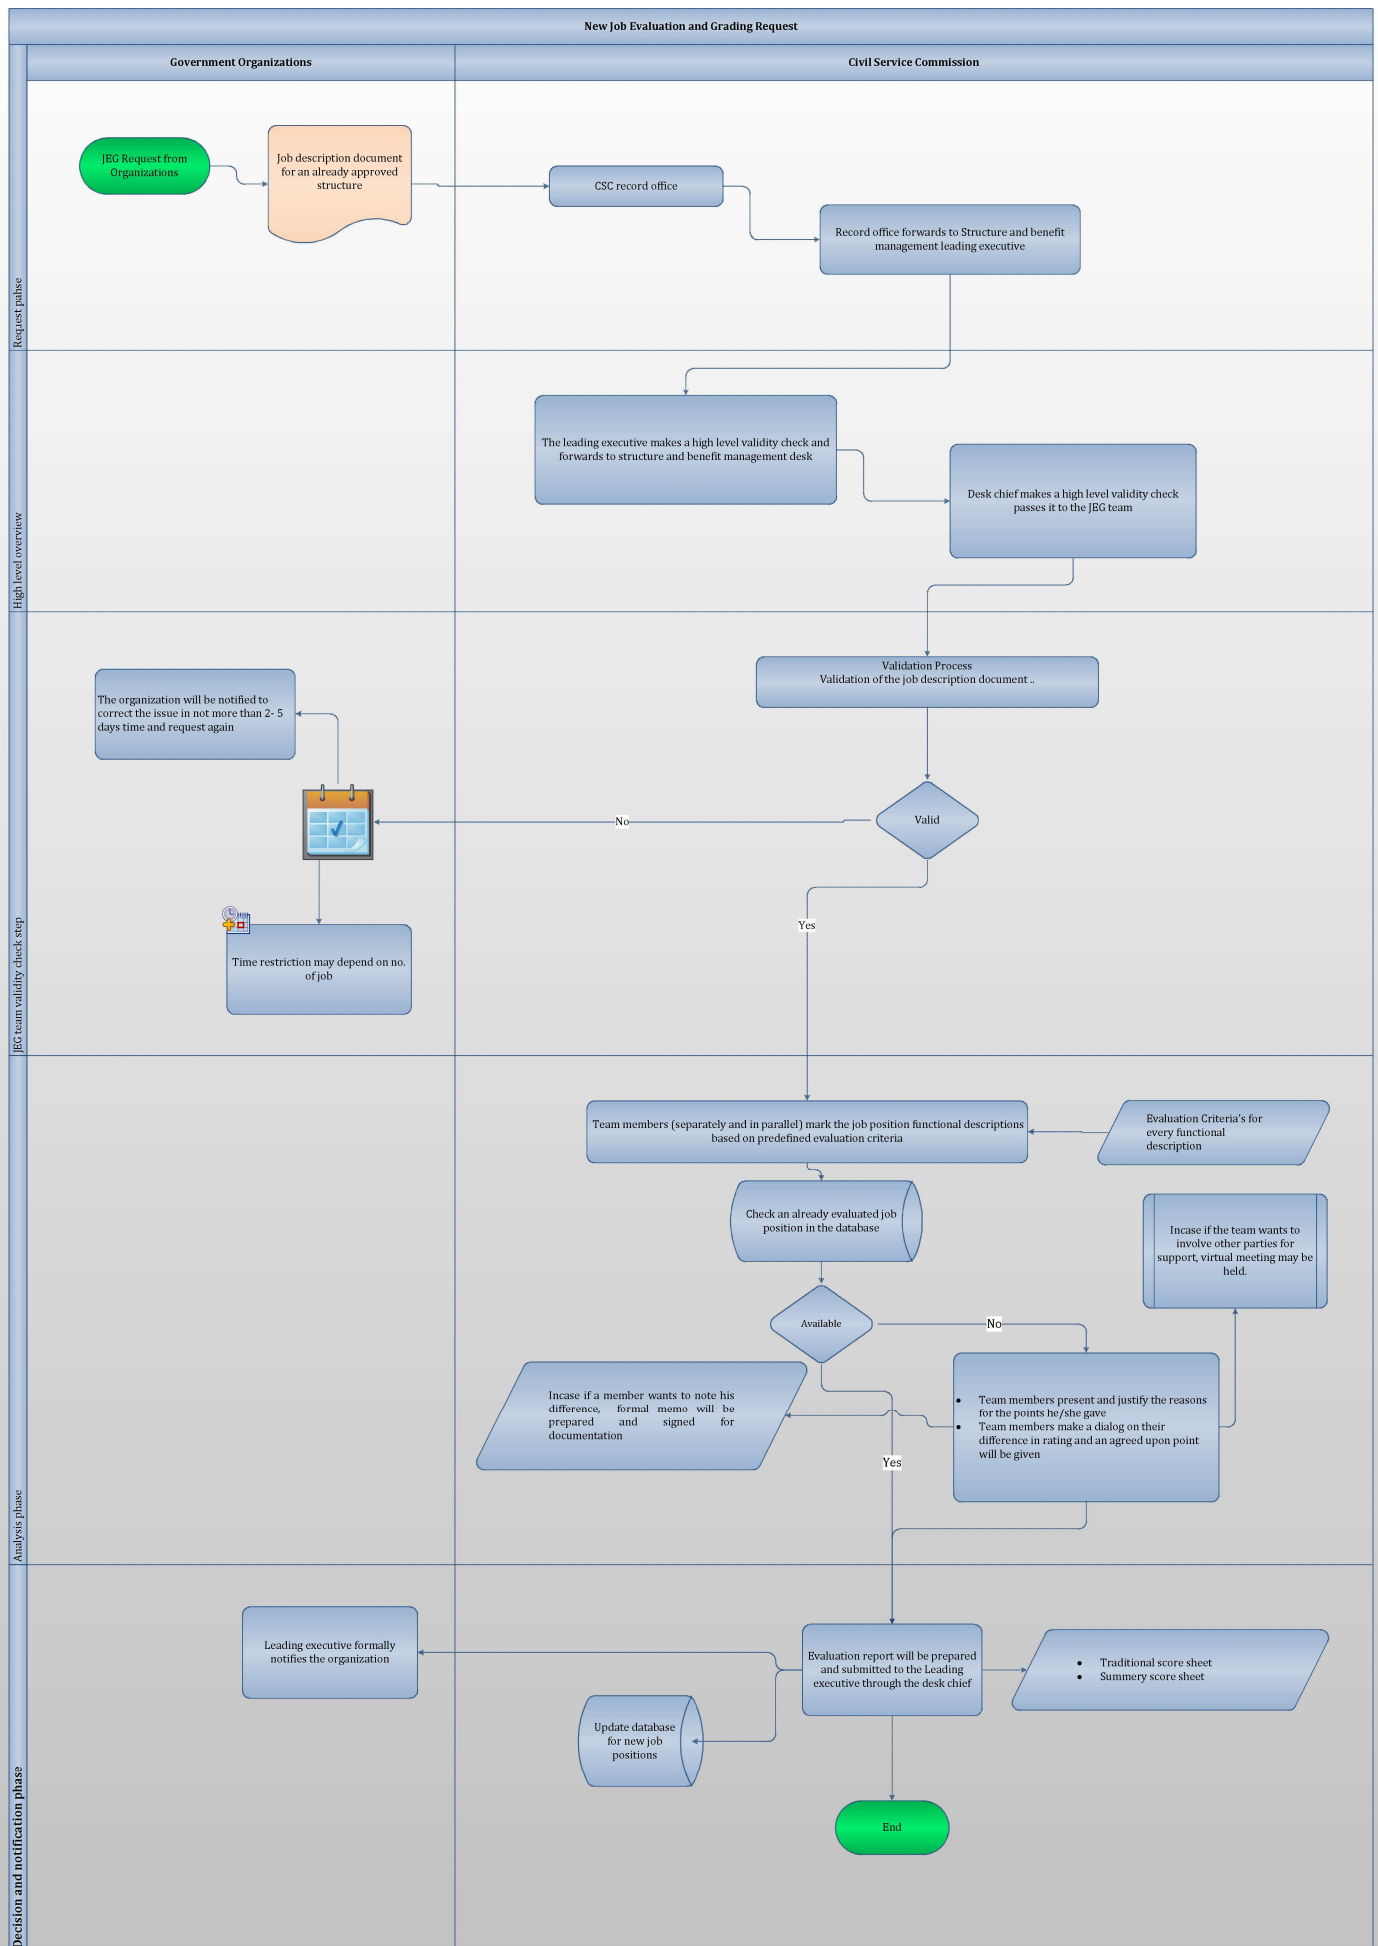 New Job Evaluation and Grading Request
Government Organizations
Civil Service Commission
Request pahse
JEG Request from
Organizations
Job description document
for an already approved
structure
CSC record office
Record office forwards to Structure and benefit
management leading executive
High level overview
The leading executive makes a high level validity check and
forwards to structure and benefit management desk
Desk chief makes a high level validity check
passes it to the JEG team
JEG team validity check step
Validation Process
Validation of the job description document ..
The organization will be notified to
correct the issue in not more than 2- 5
days time and request again
Valid
No
Yes
Time restriction may depend on no.
of job
Analysis phase
Team members (separately and in parallel) mark the job position functional descriptions
based on predefined evaluation criteria
Evaluation Criteria's for
every functional
description
Check an already evaluated job
position in the database
Incase if the team wants to
involve other parties for
support, virtual meeting may be
held.
Available
No
Incase if a member wants to note his
difference, formal memo will be
prepared and signed for
documentation
• Team members present and justify the reasons
for the points he/she gave
• Team members make a dialog on their
difference in rating and an agreed upon point
will be given
Yes
Decision and notification phase
Leading executive formally
notifies the organization
Evaluation report will be prepared
and submitted to the Leading
executive through the desk chief
• Traditional score sheet
• Summery score sheet
Update database
for new job
positions
End